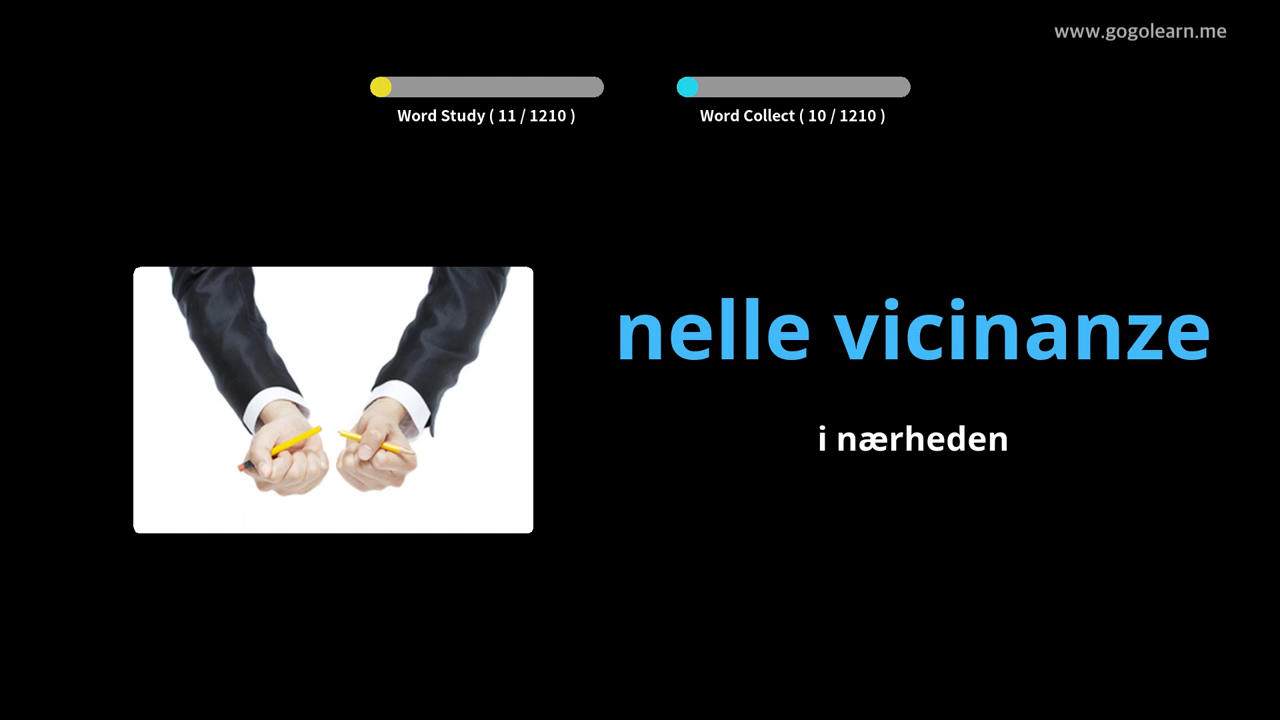 www.gogolearn.me
Word Study ( 11 / 1210 )
Word Collect ( 10 / 1210 )
nelle vicinanze
i nærheden